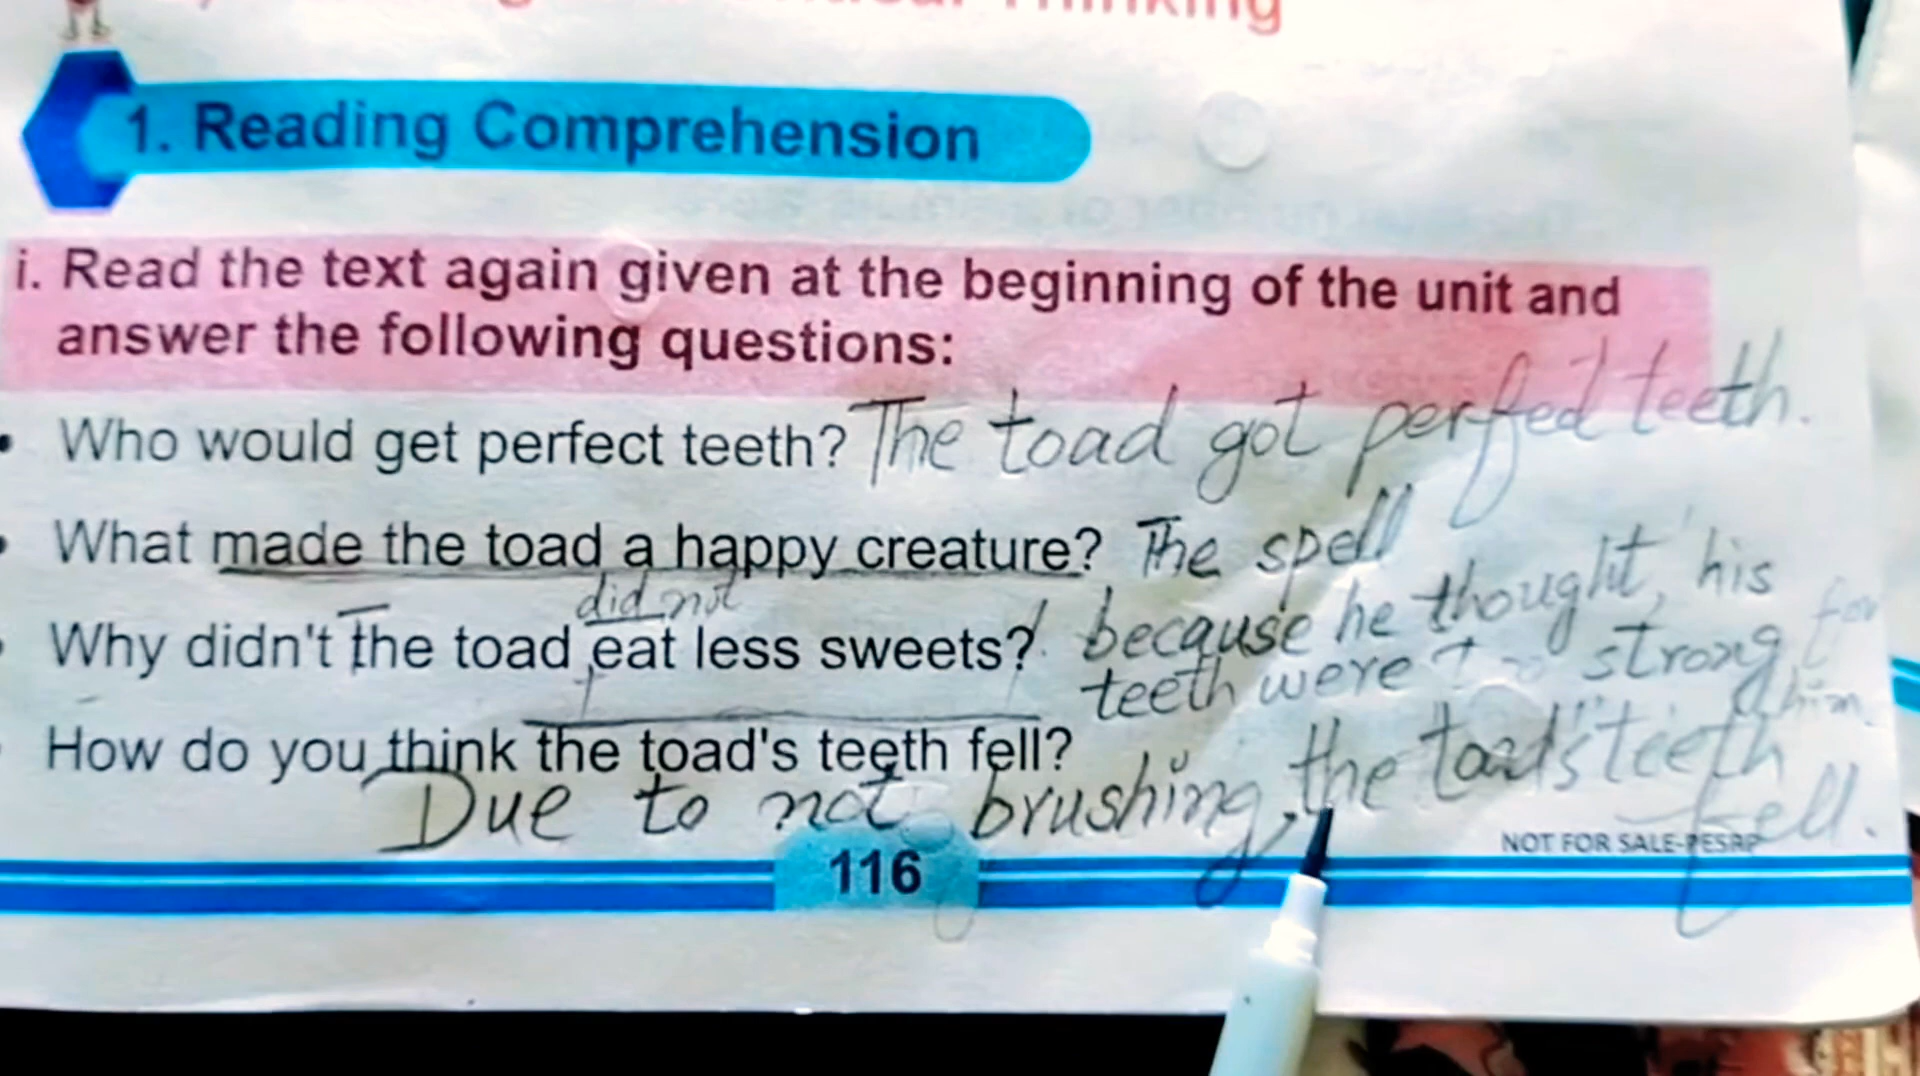 Thinking
1. Reading Comprehension
i. Read the text again given at the beginning of the unit and
answer the following questions:
Who would get perfect teeth? The toad got perfed teeth.
What made the toad a happy creature? The spell
did not
Why didn't the toad eat less sweets? because he thought, his
teeth were strong for him
How do you think the toad's teeth fell?
Due to not brushing, the toad's teeth
fell.
NOT FOR SALE-PESRP
116